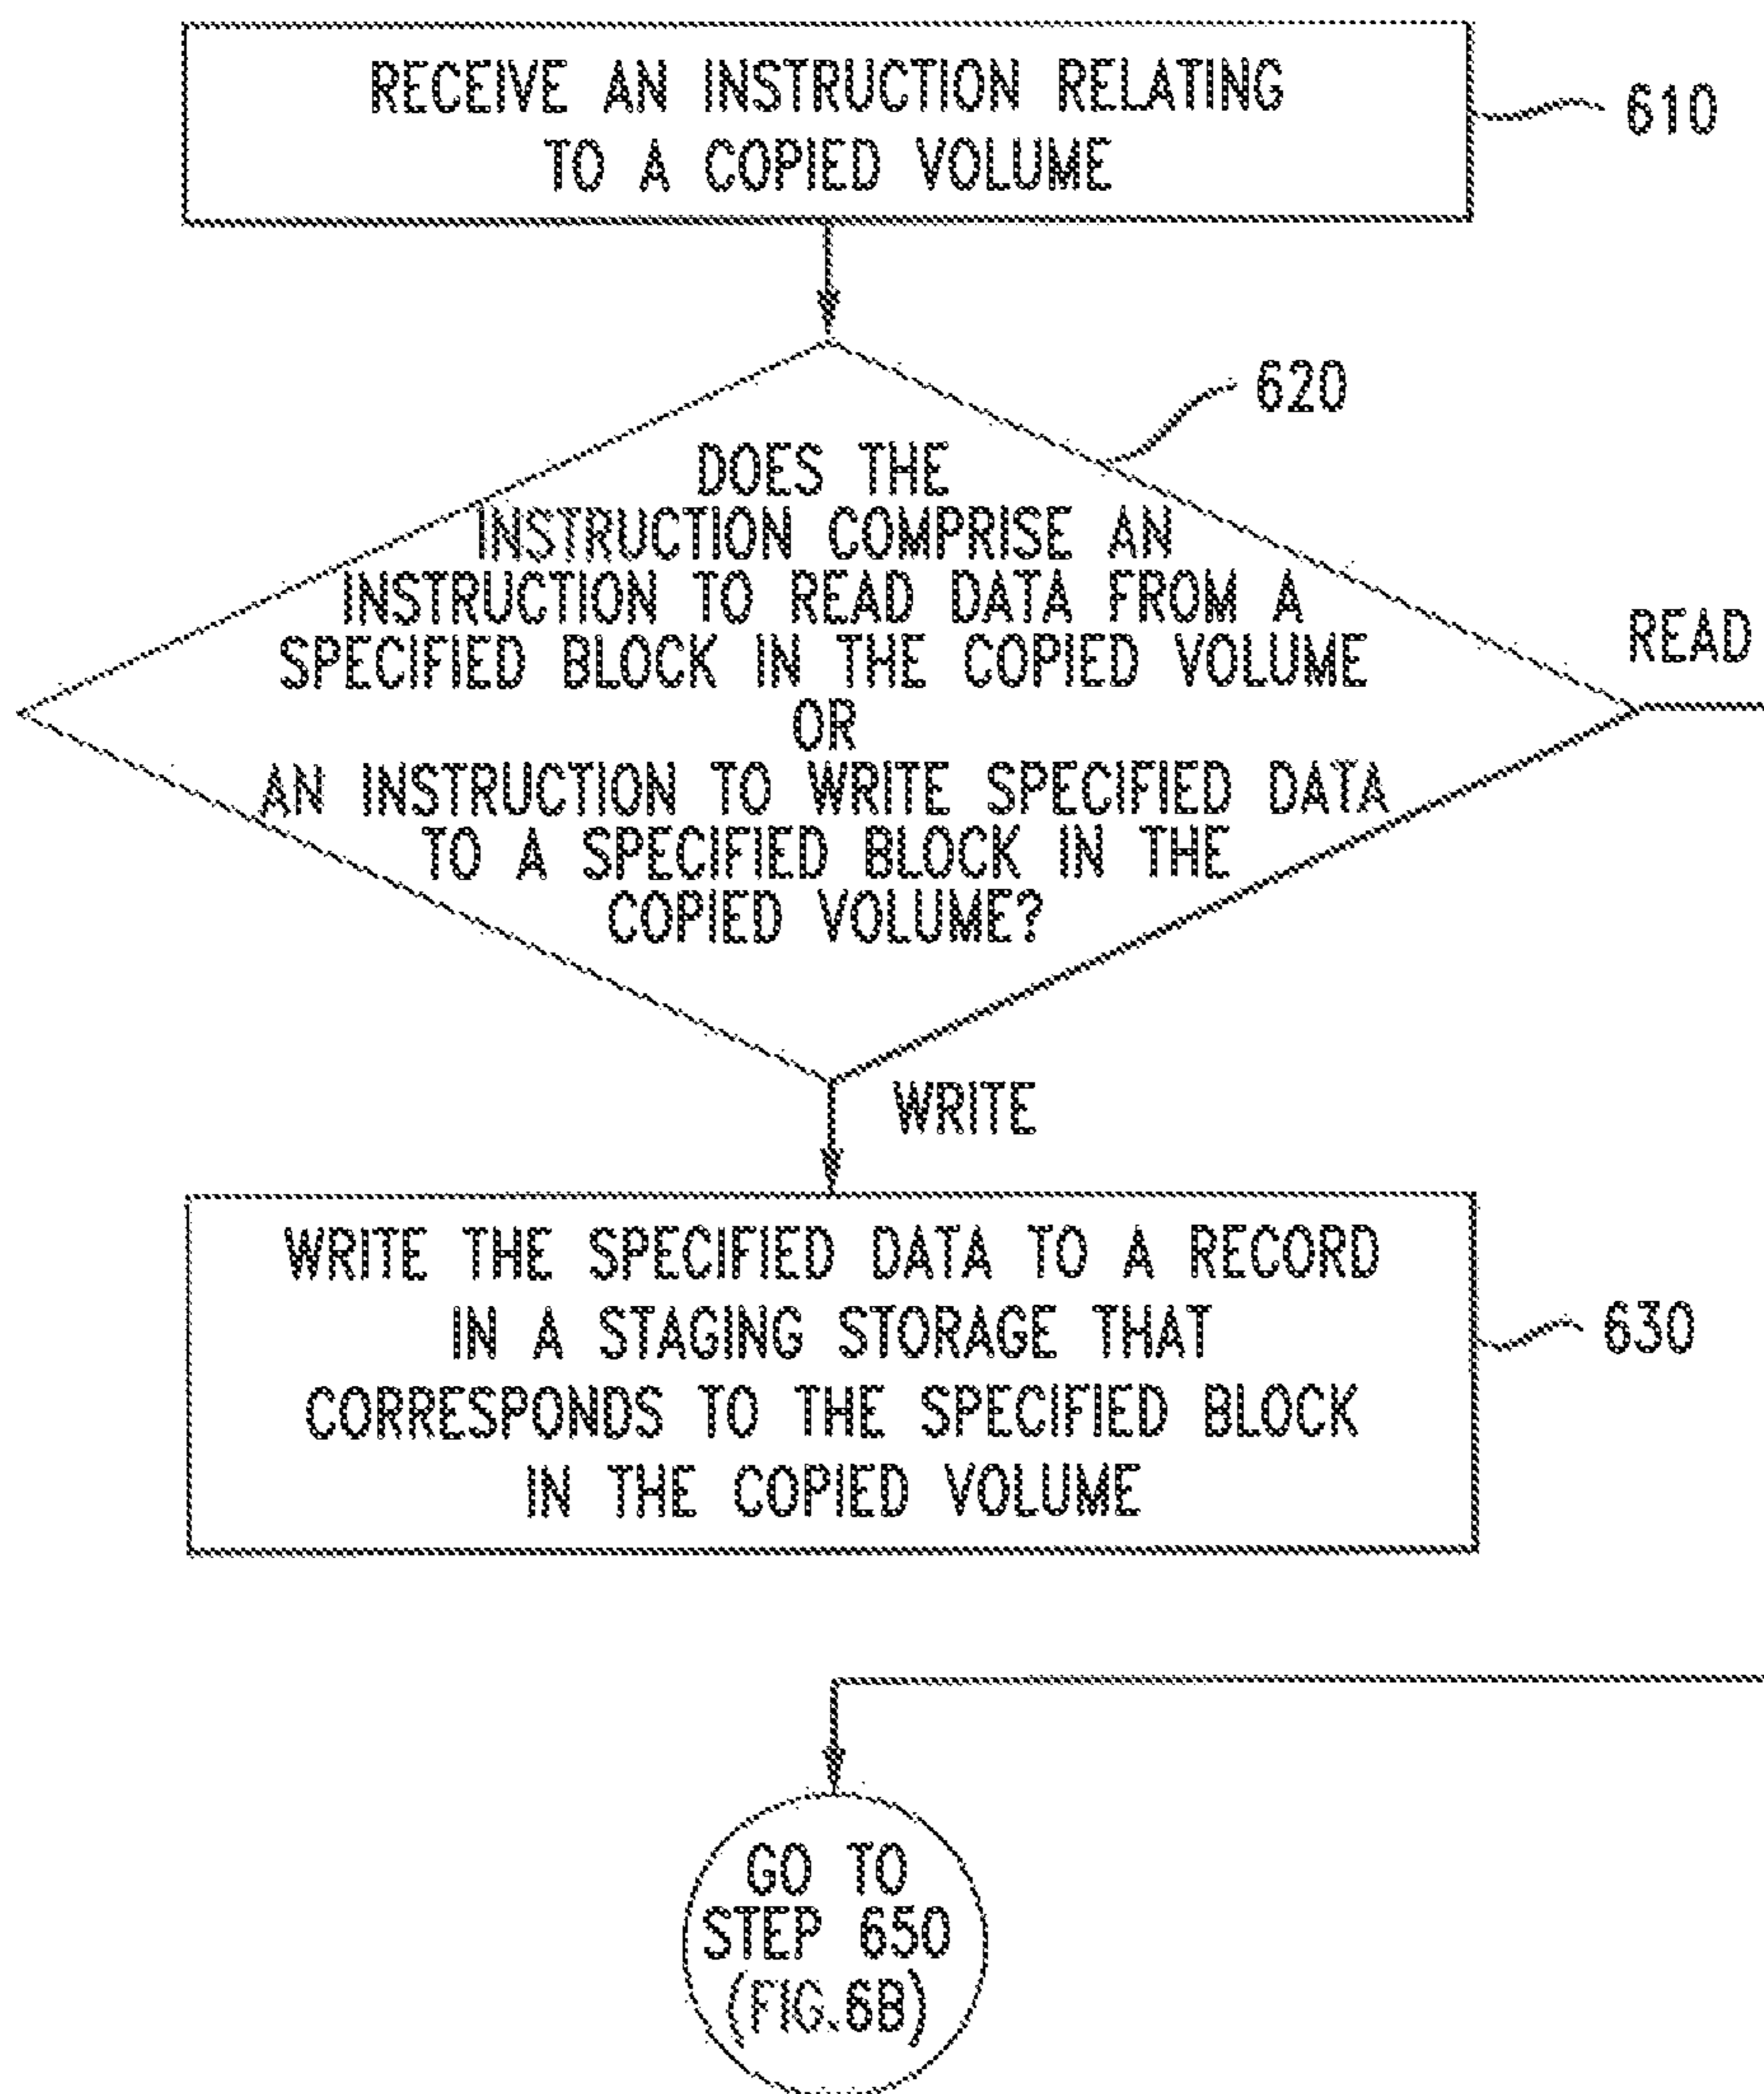 RECEIVE AN INSTRUCTION RELATING
TO A COPIED VOLUME
610
620
DOES THE
INSTRUCTION COMPRISE AN
INSTRUCTION TO READ DATA FROM A
SPECIFIED BLOCK IN THE COPIED VOLUME
OR
AN INSTRUCTION TO WRITE SPECIFIED DATA
TO A SPECIFIED BLOCK IN THE
COPIED VOLUME?
READ
WRITE
WRITE THE SPECIFIED DATA TO A RECORD
IN A STAGING STORAGE THAT
CORRESPONDS TO THE SPECIFIED BLOCK
IN THE COPIED VOLUME
630
GO TO
STEP 650
(FIG.6B)